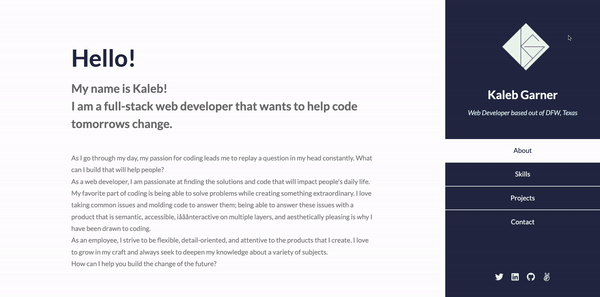 Hello!
My name is Kaleb!
I am a full-stack web developer that wants to help code
tomorrows change.
As I go through my day, my passion for coding leads me to replay a question in my head constantly. What
can I build that will help people?
As a web developer, I am passionate at finding the solutions and code that will impact people's daily life.
My favorite part of coding is being able to solve problems while creating something extraordinary. I love
taking common issues and molding code to answer them; being able to answer these issues with a
product that is semantic, accessible, iââânteractive on multiple layers, and aesthetically pleasing is why I
have been drawn to coding.
As an employee, I strive to be flexible, detail-oriented, and attentive to the products that I create. I love
to grow in my craft and always seek to deepen my knowledge about a variety of subjects.
How can I help you build the change of the future?
Kaleb Garner
Web Developer based out of DFW, Texas
About
Skills
Projects
Contact